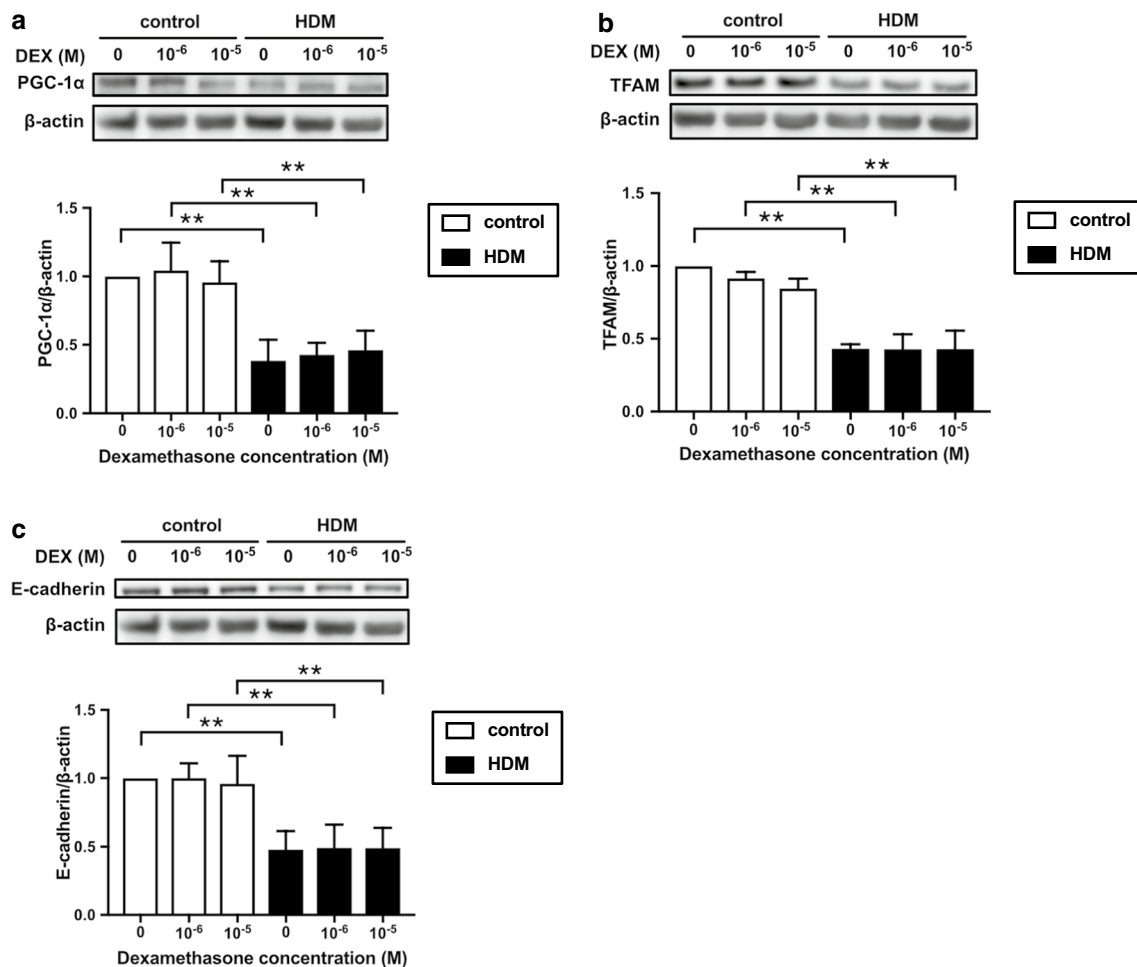 a
control HDM
DEX (M) 0 10⁻⁶ 10⁻⁵ 0 10⁻⁶ 10⁻⁵
PGC-1α
β-actin
**
**
**
PGC-1α/β-actin
1.5
1.0
0.5
0.0
0 10⁻⁶ 10⁻⁵ 0 10⁻⁶ 10⁻⁵
Dexamethasone concentration (M)
control
HDM
b
control HDM
DEX (M) 0 10⁻⁶ 10⁻⁵ 0 10⁻⁶ 10⁻⁵
TFAM
β-actin
**
**
**
TFAM/β-actin
1.5
1.0
0.5
0.0
0 10⁻⁶ 10⁻⁵ 0 10⁻⁶ 10⁻⁵
Dexamethasone concentration (M)
control
HDM
c
control HDM
DEX (M) 0 10⁻⁶ 10⁻⁵ 0 10⁻⁶ 10⁻⁵
E-cadherin
β-actin
**
**
**
E-cadherin/β-actin
1.5
1.0
0.5
0.0
0 10⁻⁶ 10⁻⁵ 0 10⁻⁶ 10⁻⁵
Dexamethasone concentration (M)
control
HDM